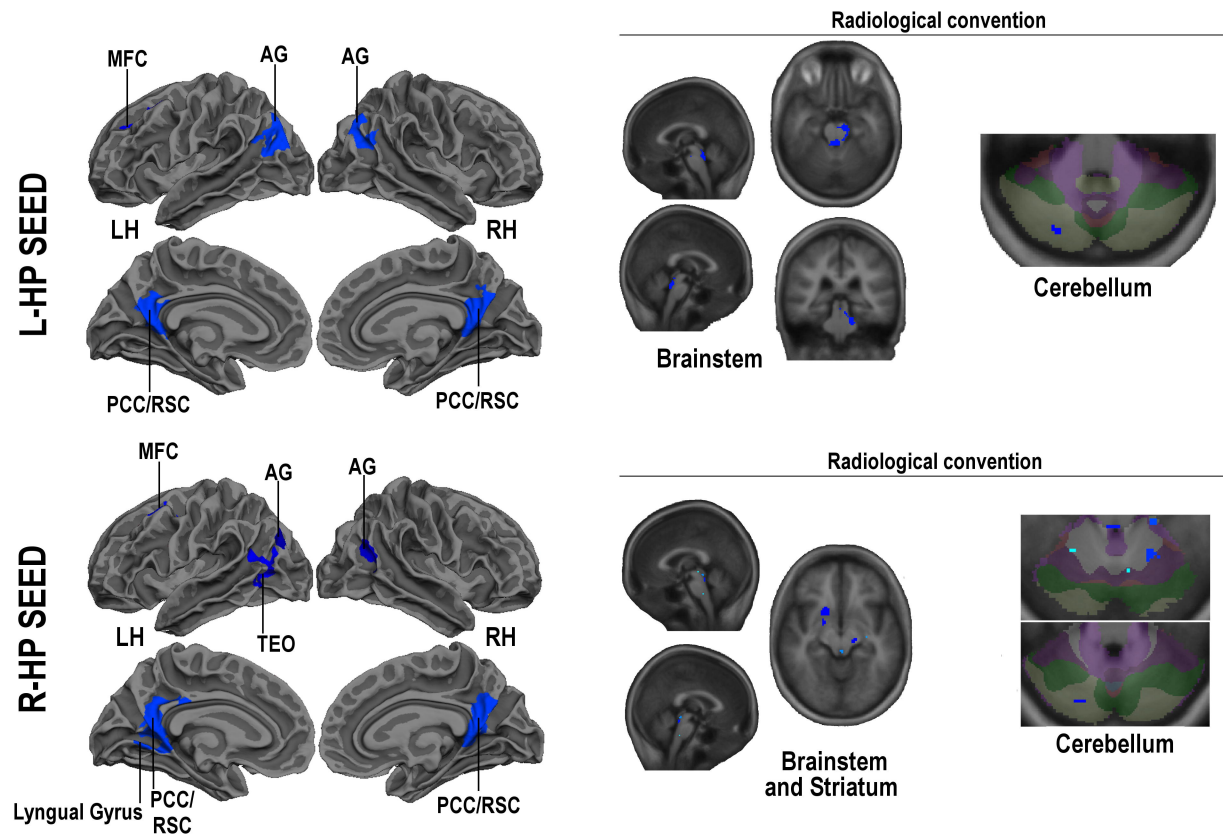 Radiological convention
L-HP SEED
MFC
AG
AG
LH
RH
PCC/RSC
PCC/RSC
Brainstem
Cerebellum
Radiological convention
R-HP SEED
MFC
AG
AG
LH
TEO
RH
Lyngual Gyrus
PCC/
RSC
PCC/RSC
Brainstem
and Striatum
Cerebellum